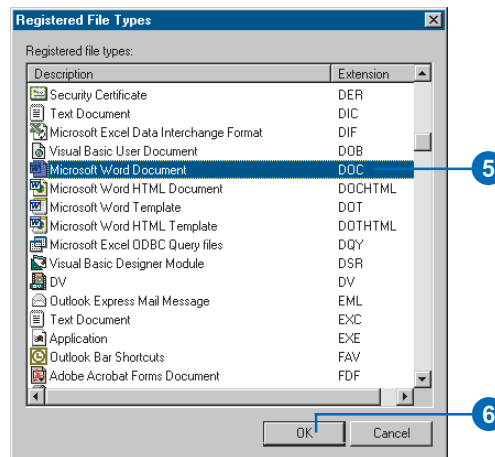 Registered File Types
Registered file types:
Description Extension
Security Certificate DER
Text Document DIC
Microsoft Excel Data Interchange Format DIF
Visual Basic User Document DOB
Microsoft Word Document DOC
5
Microsoft Word HTML Document DOCHTML
Microsoft Word Template DOT
Microsoft Word HTML Template DOTHTML
Microsoft Excel ODBC Query files DQY
Visual Basic Designer Module DSR
DV DV
Outlook Express Mail Message EML
Text Document EXC
Application EXE
Outlook Bar Shortcuts FAV
Adobe Acrobat Forms Document FDF
6
OK Cancel